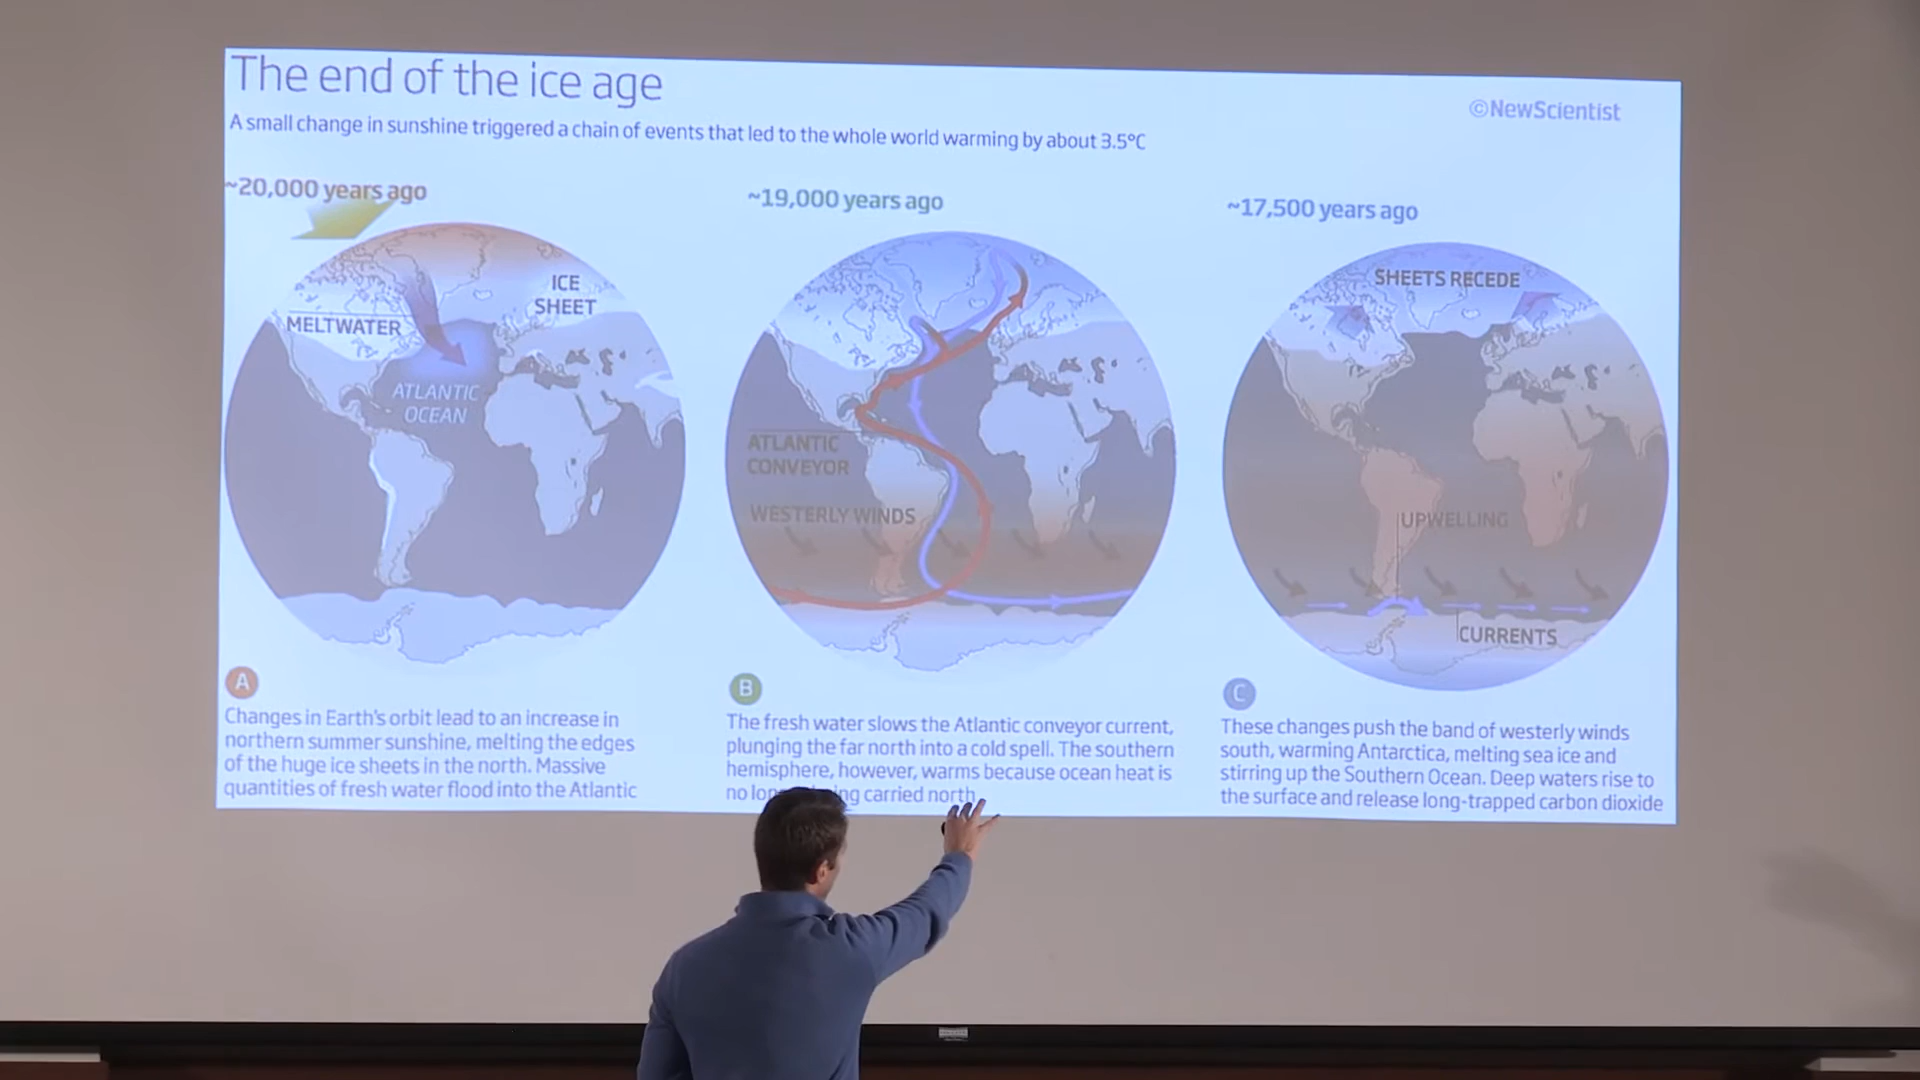 The end of the ice age
©NewScientist
A small change in sunshine triggered a chain of events that led to the whole world warming by about 3.5°C
~20,000 years ago
ICE
SHEET
MELTWATER
ATLANTIC
OCEAN
A
Changes in Earth's orbit lead to an increase in
northern summer sunshine, melting the edges
of the huge ice sheets in the north. Massive
quantities of fresh water flood into the Atlantic
~19,000 years ago
ATLANTIC
CONVEYOR
WESTERLY WINDS
B
The fresh water slows the Atlantic conveyor current,
plunging the far north into a cold spell. The southern
hemisphere, however, warms because ocean heat is
no carried north
~17,500 years ago
SHEETS RECEDE
UPWELLING
CURRENTS
C
These changes push the band of westerly winds
south, warming Antarctica, melting sea ice and
stirring up the Southern Ocean. Deep waters rise to
the surface and release long-trapped carbon dioxide